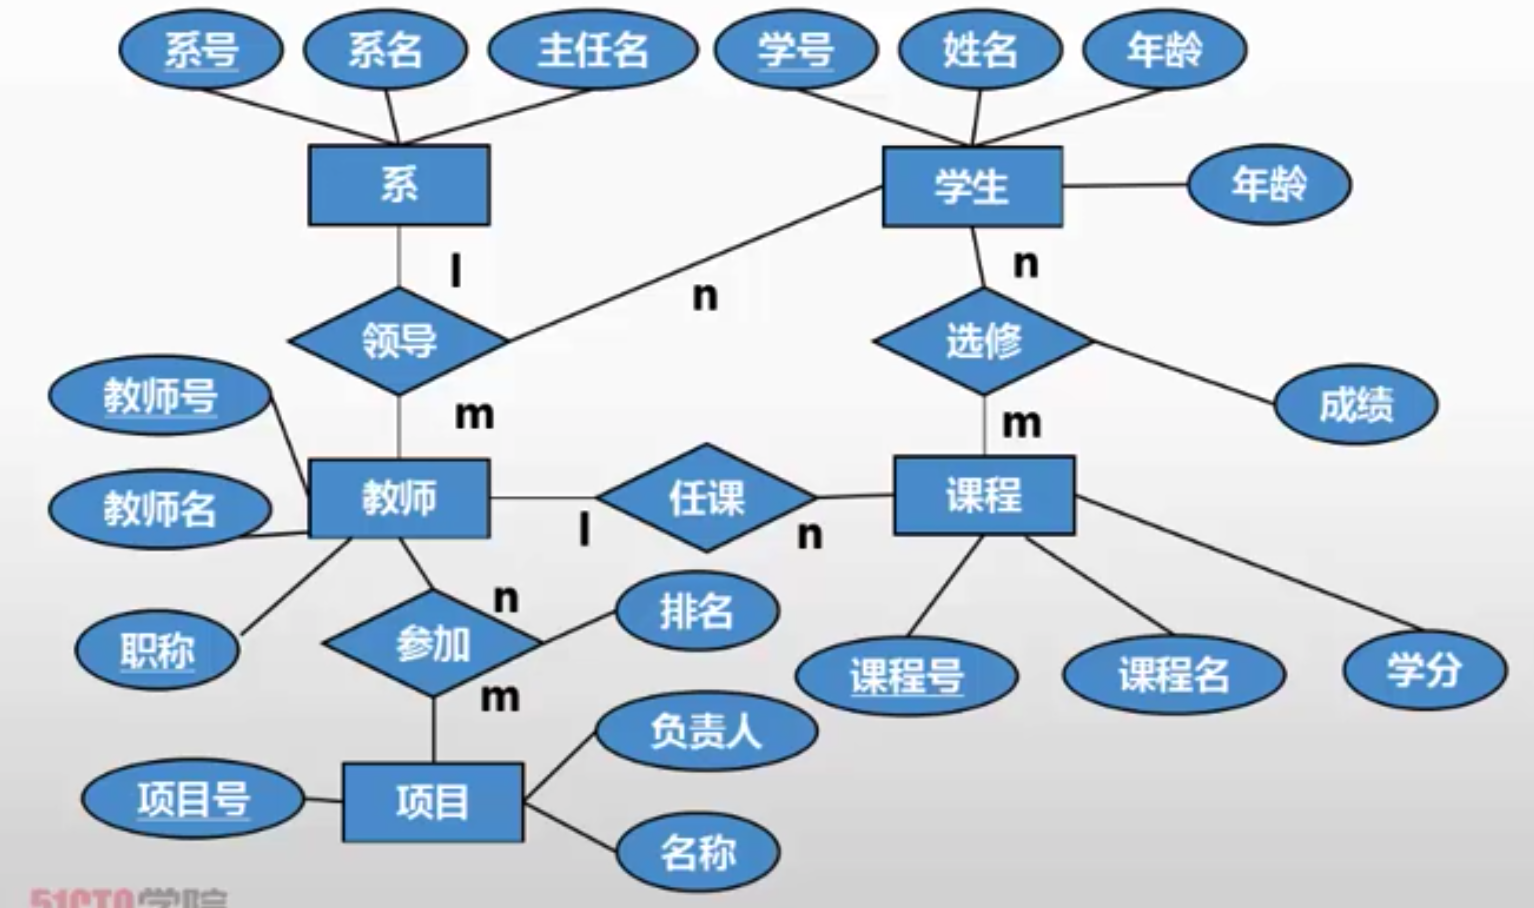 系号
系名
主任名
学号
姓名
年龄
系
学生
年龄
l
n
n
领导
选修
教师号
m
m
成绩
教师名
教师
任课
课程
l
n
n
排名
职称
参加
m
课程号
课程名
学分
负责人
项目号
项目
名称
51CTO学院